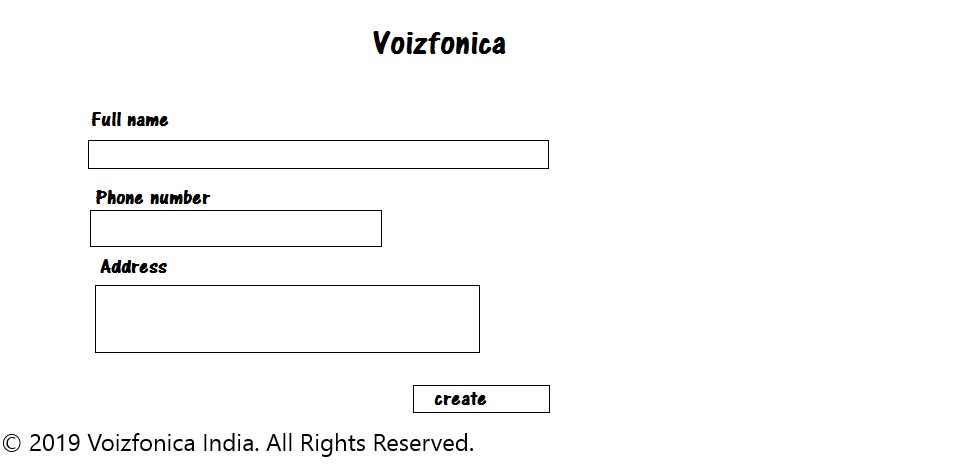 Voizfonica
Full name
Phone number
Address
create
© 2019 Voizfonica India. All Rights Reserved.